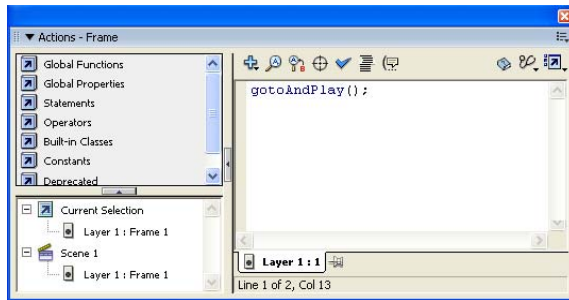 Actions - Frame
Global Functions
Global Properties
Statements
Operators
Built-in Classes
Constants
Deprecated
Current Selection
Layer 1 : Frame 1
Scene 1
Layer 1 : Frame 1
gotoAndPlay();
Layer 1 : 1
Line 1 of 2, Col 13